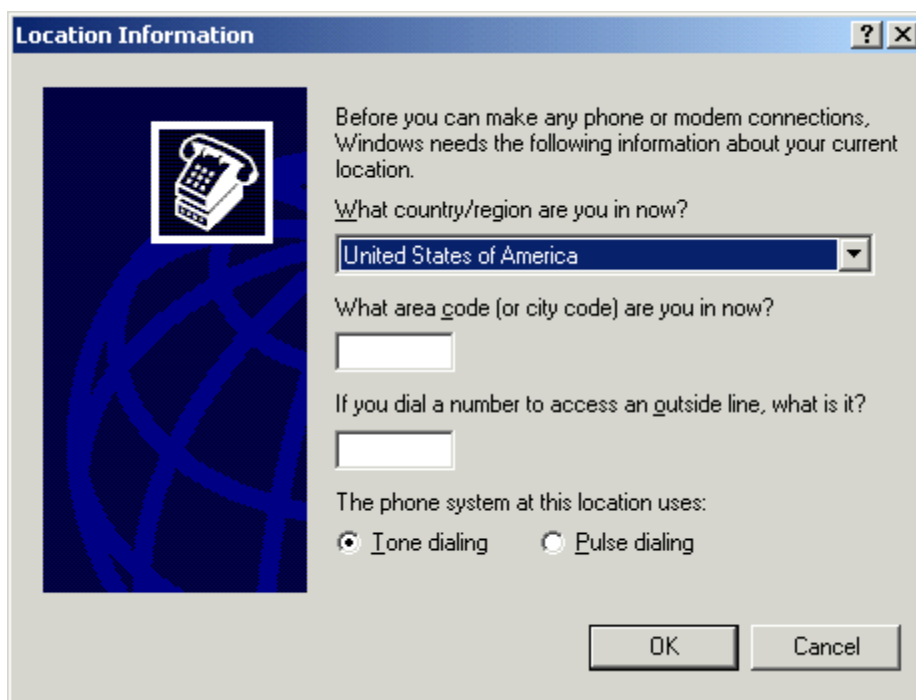 Location Information
Before you can make any phone or modem connections,
Windows needs the following information about your current
location.
What country/region are you in now?
United States of America
What area code (or city code) are you in now?
If you dial a number to access an outside line, what is it?
The phone system at this location uses:
Tone dialing Pulse dialing
OK Cancel